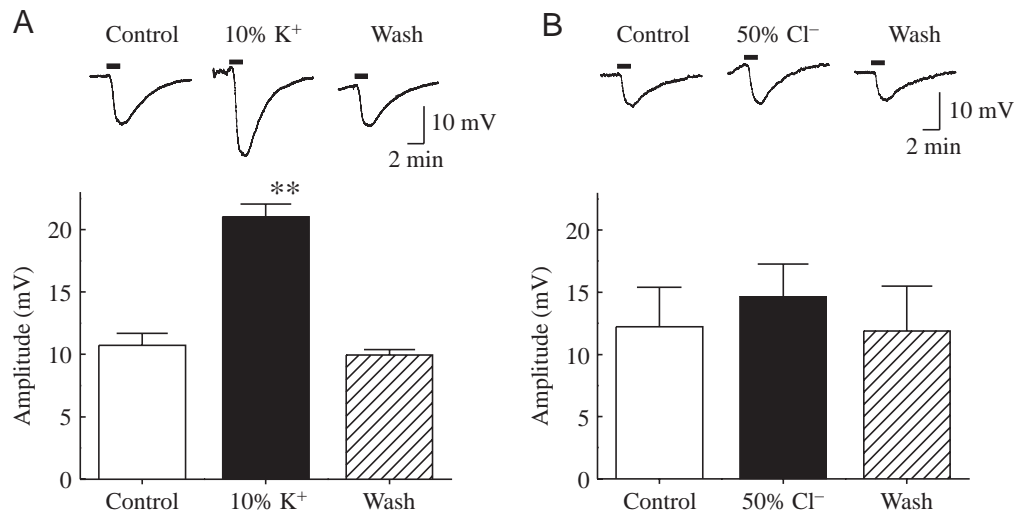 A
Control 10% K⁺ Wash
10 mV
2 min
**
20
15
10
5
0
Amplitude (mV)
Control 10% K⁺ Wash
B
Control 50% Cl⁻ Wash
10 mV
2 min
20
15
10
5
0
Amplitude (mV)
Control 50% Cl⁻ Wash